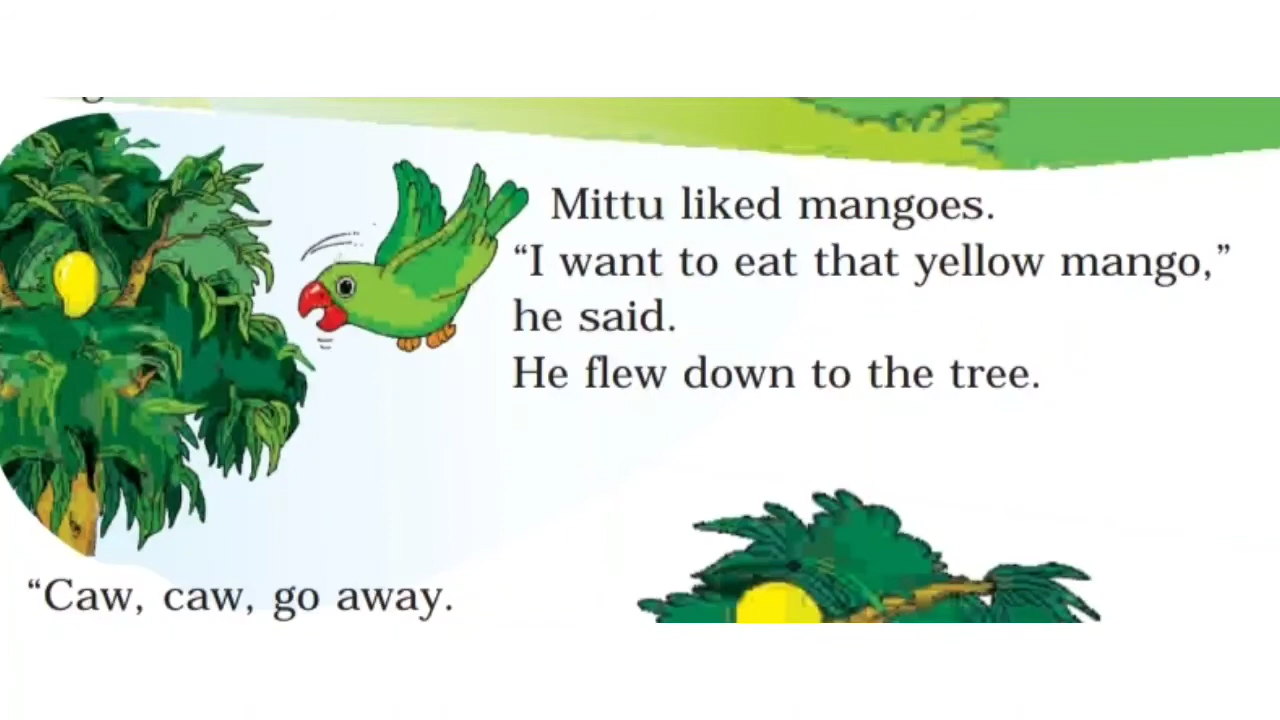 Mittu liked mangoes.
“I want to eat that yellow mango,”
he said.
He flew down to the tree.
“Caw, caw, go away.